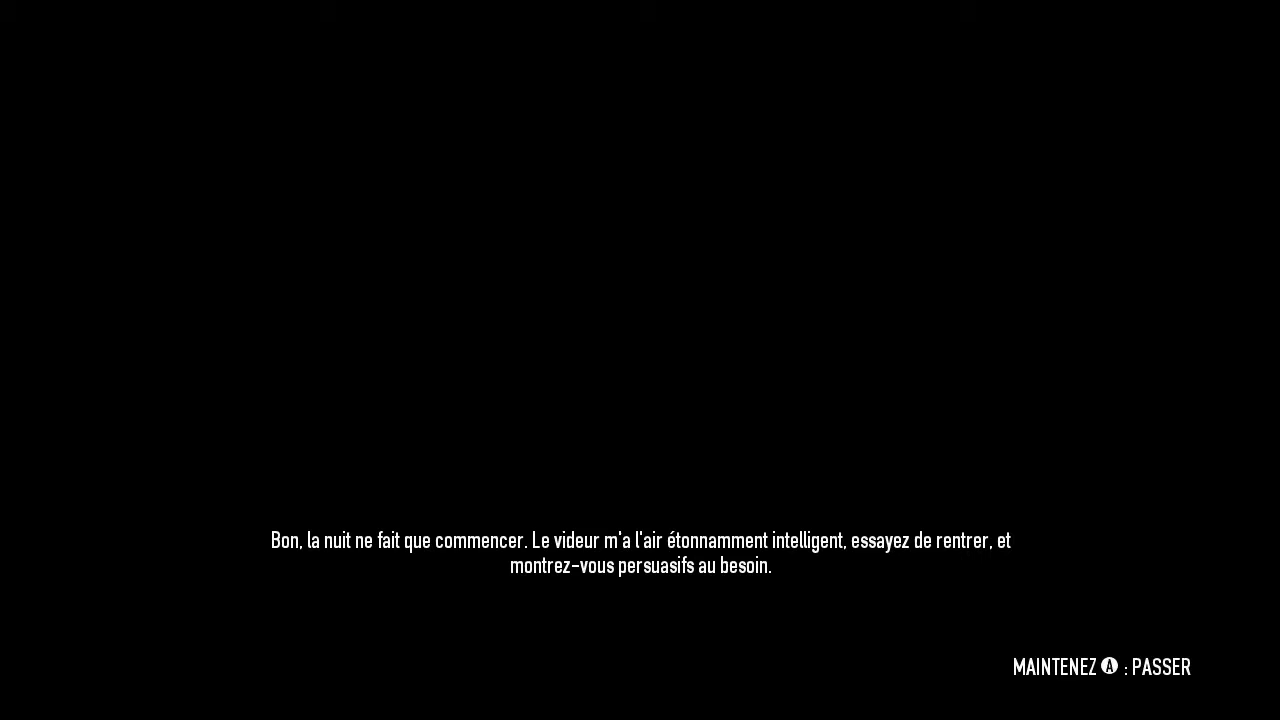 Bon, la nuit ne fait que commencer. Le videur m'a l'air étonnamment intelligent, essayez de rentrer, et
montrez-vous persuasifs au besoin.
MAINTENEZ A : PASSER